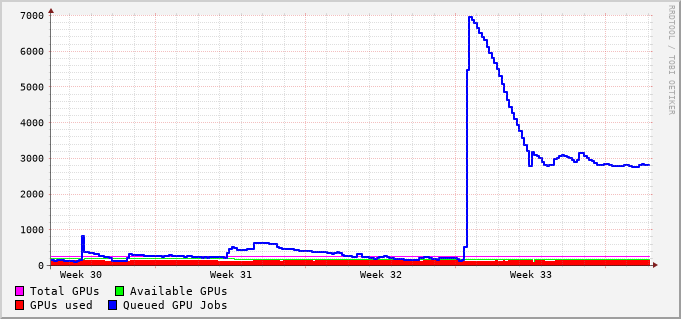 7000
6000
5000
4000
3000
2000
1000
0
Week 30 Week 31 Week 32 Week 33
Total GPUs Available GPUs
GPUs used Queued GPU Jobs
RRDTOOL / TOBI OETIKER